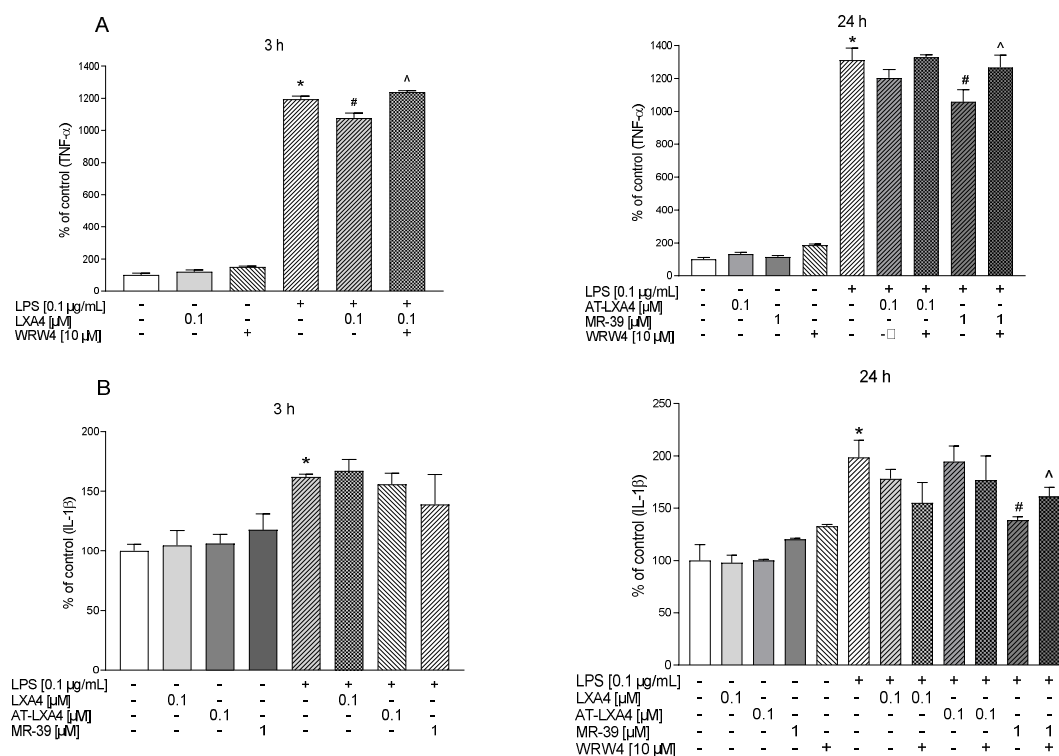 A
3 h
% of control (TNF-α)
1400
1200
1000
800
600
400
200
0
* # ^
LPS [0.1 µg/mL] - - - + + +
LXA4 [µM] - 0.1 - - 0.1 0.1
WRW4 [10 µM] - - + - - +
24 h
% of control (TNF-α)
1400
1200
1000
800
600
400
200
0
* # ^
LPS [0.1 µg/mL] - - - - + + + + +
AT-LXA4 [µM] - 0.1 - - - 0.1 0.1 - -
MR-39 [µM] - - 1 - - - - 1 1
WRW4 [10 µM] - - - + - -□ + - +
B
3 h
% of control (IL-1β)
200
150
100
50
0
*
LPS [0.1 µg/mL] - - - - + + + +
LXA4 [µM] - 0.1 - - - 0.1 - -
AT-LXA4 [µM] - - 0.1 - - - 0.1 -
MR-39 [µM] - - - 1 - - - 1
24 h
% of control (IL-1β)
250
200
150
100
50
0
* # ^
LPS [0.1 µg/mL] - - - - - + + + + + + +
LXA4 [µM] - 0.1 - - - - 0.1 0.1 - - - -
AT-LXA4 [µM] - - 0.1 - - - - - 0.1 0.1 - -
MR-39 [µM] - - - 1 - - - - - - 1 1
WRW4 [10 µM] - - - - + - - + - + - +